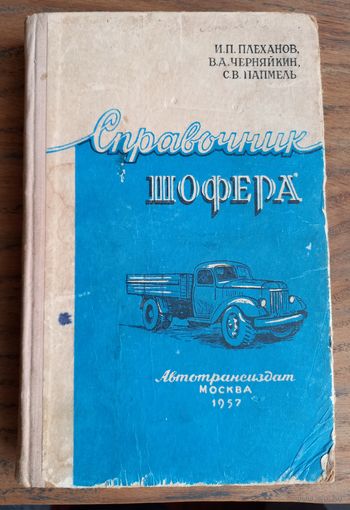 И.П. ПЛЕХАНОВ,
В.А. ЧЕРНЯЙКИН,
С.В. ПАПМЕЛЬ
Справочник
ШОФЕРА
Автотрансиздат
МОСКВА
1957